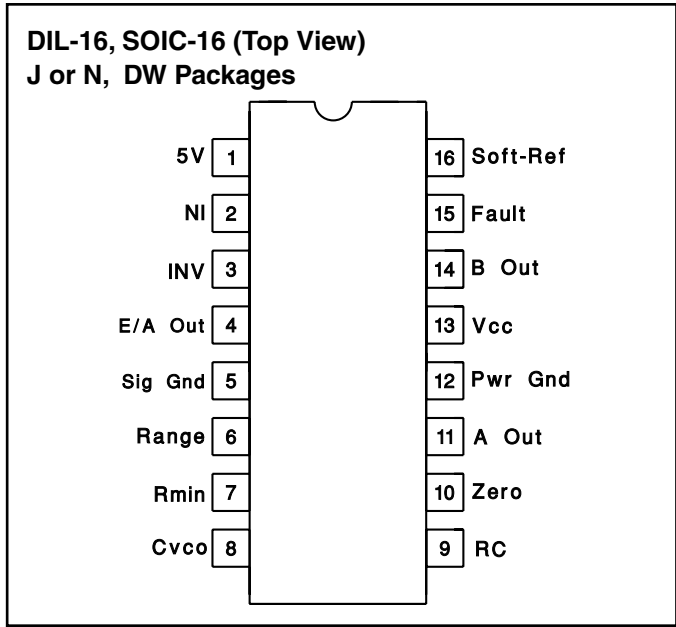 DIL-16, SOIC-16 (Top View)
J or N, DW Packages
5V 1 16 Soft-Ref
NI 2 15 Fault
INV 3 14 B Out
E/A Out 4 13 Vcc
Sig Gnd 5 12 Pwr Gnd
Range 6 11 A Out
Rmin 7 10 Zero
Cvco 8 9 RC